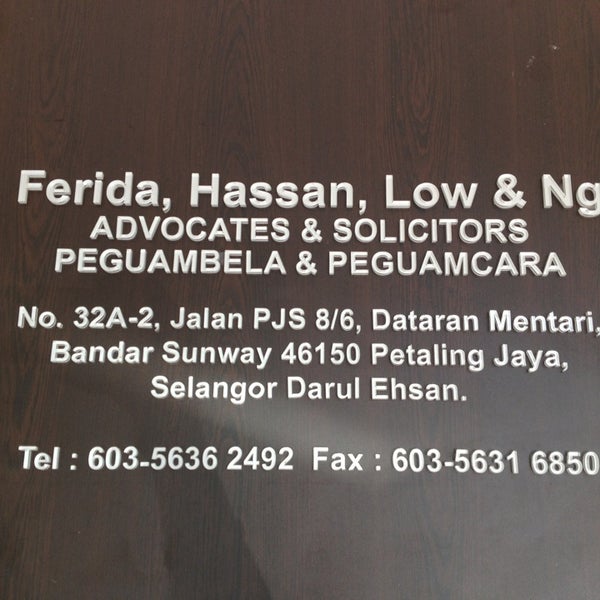 Ferida, Hassan, Low & Ng
ADVOCATES & SOLICITORS
PEGUAMBELA & PEGUAMCARA
No. 32A-2, Jalan PJS 8/6, Dataran Mentari,
Bandar Sunway 46150 Petaling Jaya,
Selangor Darul Ehsan.
Tel : 603-5636 2492 Fax : 603-5631 6850